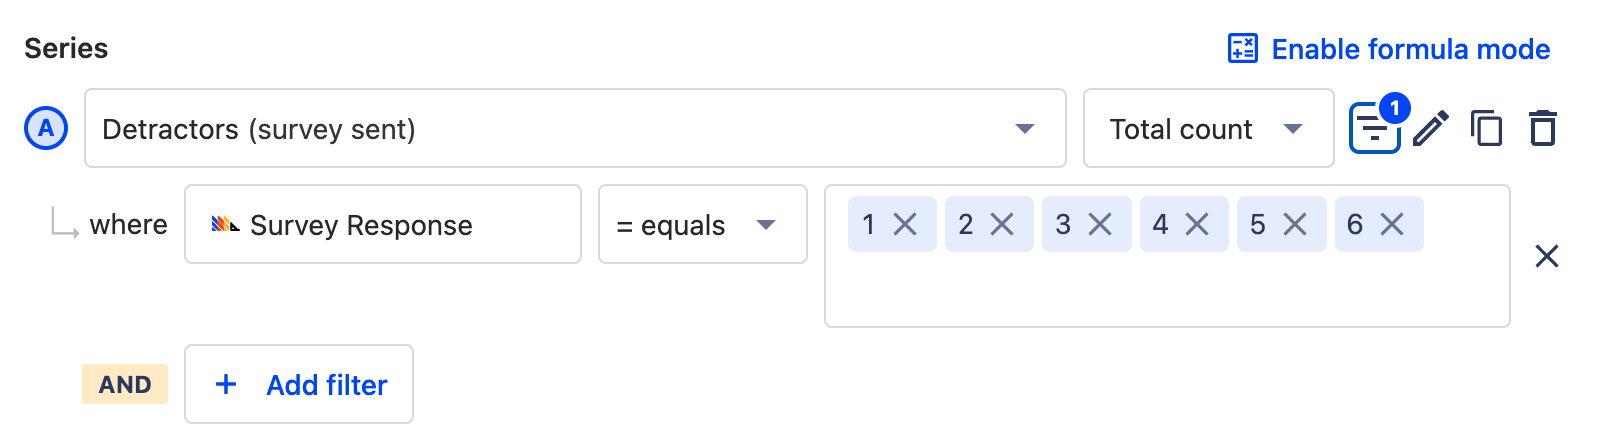 Series
Enable formula mode
A Detractors (survey sent) Total count 1
where Survey Response = equals 1 2 3 4 5 6
AND + Add filter